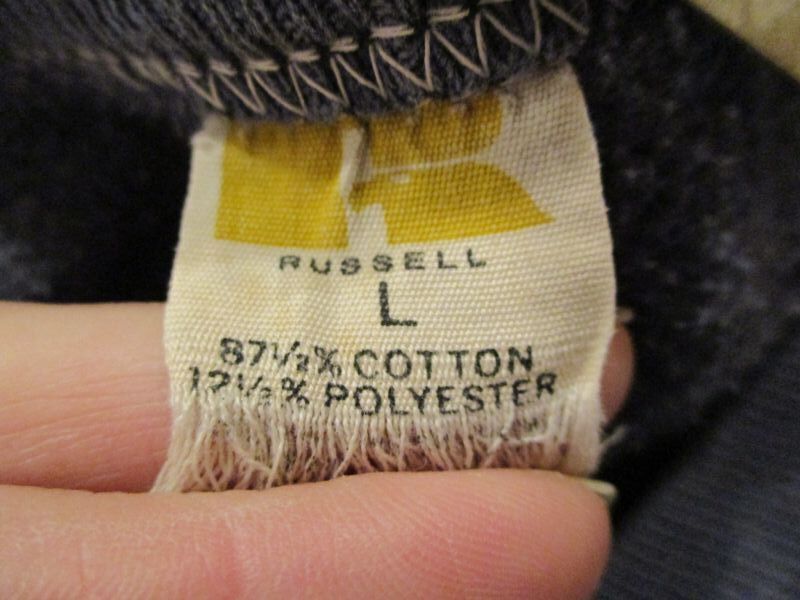 RUSSELL
L
87½% COTTON
12½% POLYESTER